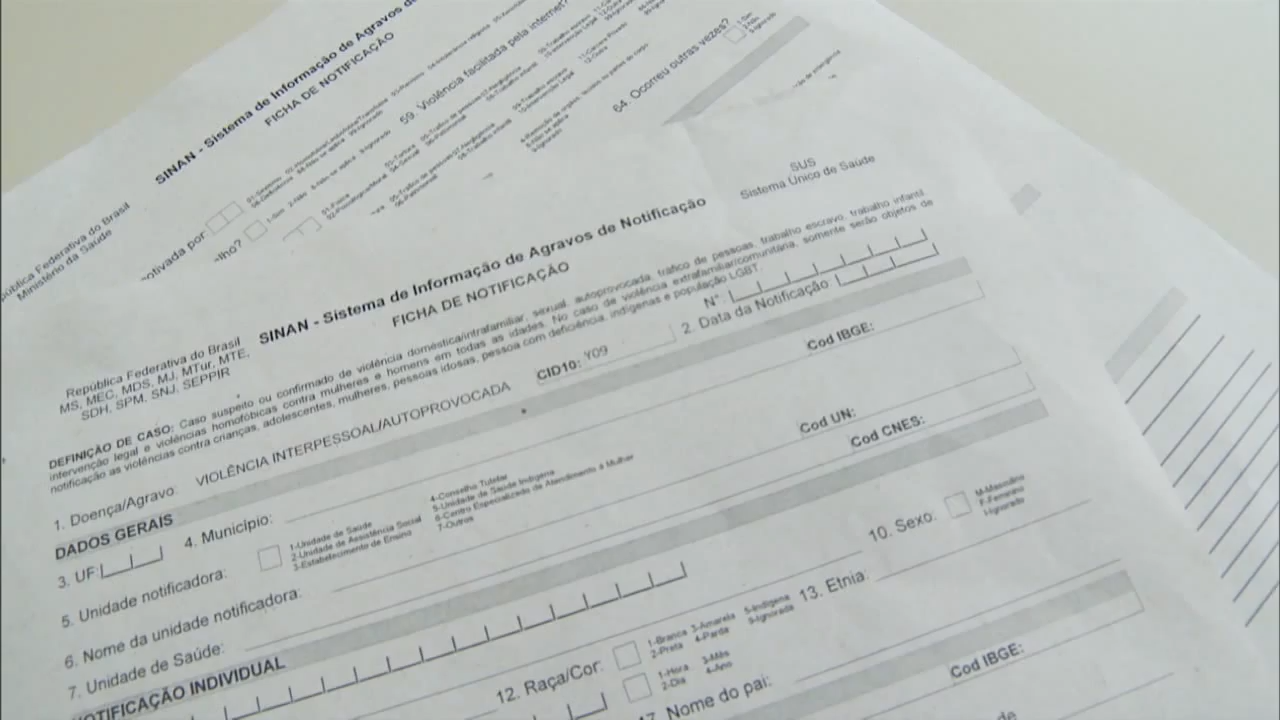 SINAN - Sistema de Informação de Agravos de
FICHA DE NOTIFICAÇÃO
República Federativa do Brasil
Ministério da Saúde
59. Violência facilitada pela internet?
64. Ocorreu outras vezes?
1-Sim
2-Não
9-Ignorado
otivada por
lho?
SUS
Sistema Único de Saúde
SINAN - Sistema de Informação de Agravos de Notificação
FICHA DE NOTIFICAÇÃO
República Federativa do Brasil
MS, MEC, MDS, MJ, MTur, MTE,
SDH, SPM, SNJ, SEPPIR
Nº:
2. Data da Notificação
DEFINIÇÃO DE CASO: Caso suspeito ou confirmado de violência doméstica/intrafamiliar, sexual, autoprovocada, tráfico de pessoas, trabalho escravo, trabalho infantil,
intervenção legal e violências homofóbicas contra mulheres e homens em todas as idades. No caso de violência extrafamiliar/comunitária, somente serão objetos de
notificação as violências contra crianças, adolescentes, mulheres, pessoas idosas, pessoa com deficiência, indígenas e população LGBT.
1. Doença/Agravo: VIOLÊNCIA INTERPESSOAL/AUTOPROVOCADA CID10: Y09
DADOS GERAIS
3. UF:
4. Município:
Cod IBGE:
5. Unidade notificadora:
1-Unidade de Saúde
2-Unidade de Assistência Social
3-Estabelecimento de Ensino
4-Conselho Tutelar
5-Unidade de Saúde Indígena
6-Centro Especializado de Atendimento à Mulher
7-Outros
6. Nome da unidade notificadora:
Cod UN:
7. Unidade de Saúde:
Cod CNES:
NOTIFICAÇÃO INDIVIDUAL
10. Sexo:
M-Masculino
F-Feminino
I-Ignorado
12. Raça/Cor:
1-Branca 3-Amarela 5-Indígena
2-Preta 4-Parda 9-Ignorada
13. Etnia:
1-Hora 3-Mês
2-Dia 4-Ano
17. Nome do pai:
Cod IBGE:
de